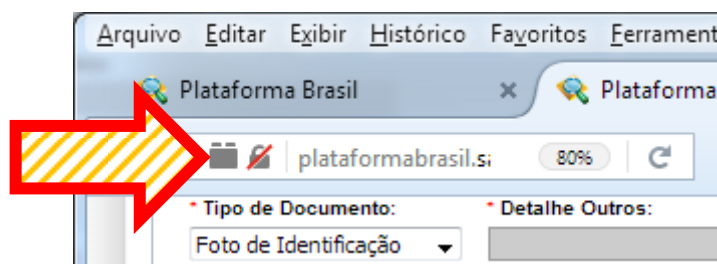 Arquivo Editar Exibir Histórico Favoritos Ferrament
Plataforma Brasil × Plataforma
plataformabrasil.sa 80%
* Tipo de Documento: * Detalhe Outros:
Foto de Identificação